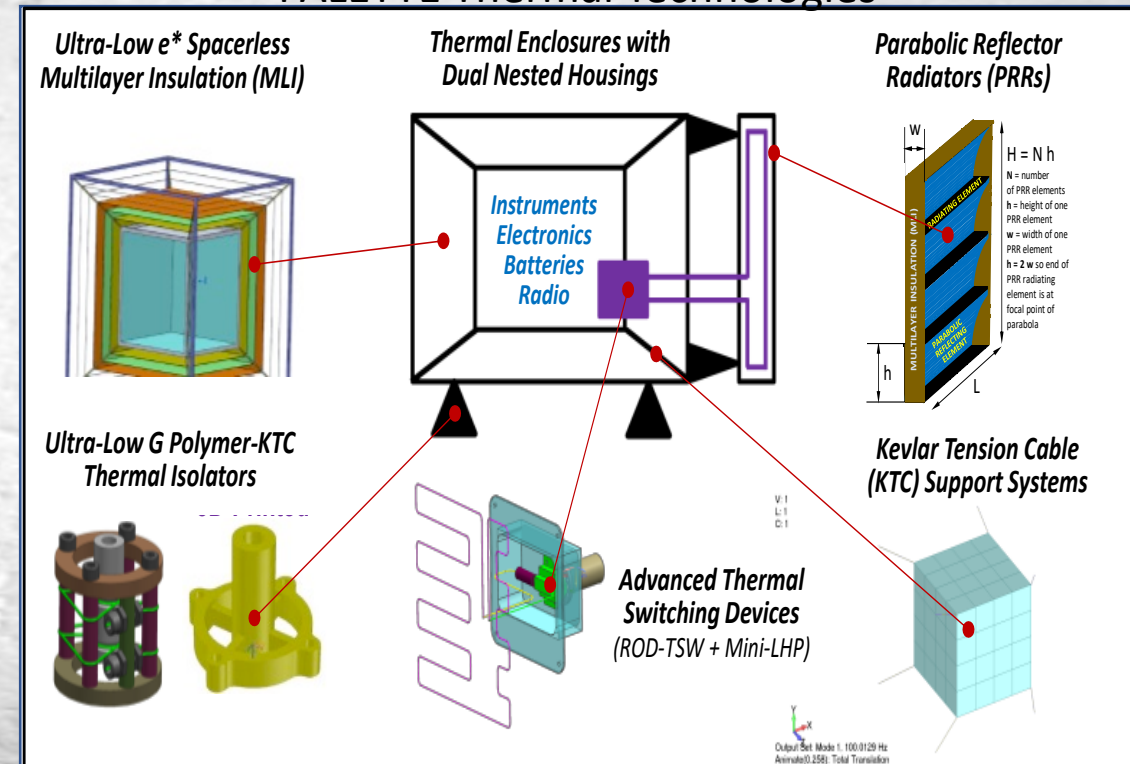 PALETTE Thermal Technologies
Ultra-Low e* Spacerless
Multilayer Insulation (MLI)
Thermal Enclosures with
Dual Nested Housings
Parabolic Reflector
Radiators (PRRs)
Instruments
Electronics
Batteries
Radio
W
MULTILAYER INSULATION (MLI)
RADIATING ELEMENT
PARABOLIC
REFLECTING
ELEMENT
h
L
H = N h
N = number
of PRR elements
h = height of one
PRR element
w = width of one
PRR element
h = 2 w so end of
PRR radiating
element is at
focal point of
parabola
Ultra-Low G Polymer-KTC
Thermal Isolators
Advanced Thermal
Switching Devices
(ROD-TSW + Mini-LHP)
Kevlar Tension Cable
(KTC) Support Systems
V: 1
L: 1
C: 1
Y
X
Z
Output Set: Mode 1, 100.0129 Hz
Animate(0.256): Total Translation